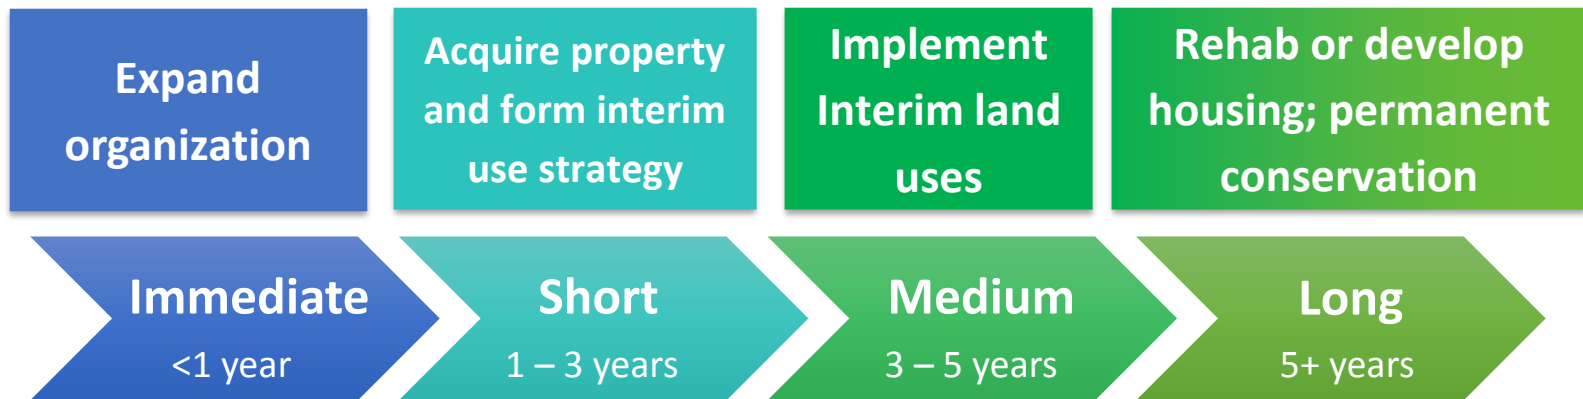 Expand
organization
Acquire property
and form interim
use strategy
Implement
Interim land
uses
Rehab or develop
housing; permanent
conservation
Immediate
<1 year
Short
1 – 3 years
Medium
3 – 5 years
Long
5+ years